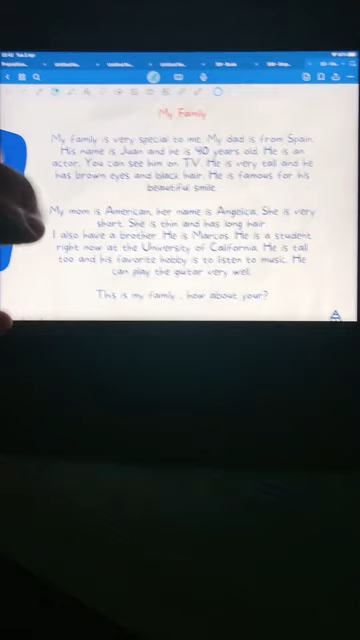 My Family
My family is very special to me. My dad is from Spain.
His name is Juan and he is 40 years old. He is an
actor. You can see him on TV. He is very tall and he
has brown eyes and black hair. He is famous for his
beautiful smile.
My mom is American, her name is Angelica. She is very
short. She is thin and has long hair.
I also have a brother. He is Marcos. He is a student
right now at the University of California. He is tall
too and his favorite hobby is to listen to music. He
can play the guitar very well.
This is my family , how about your?